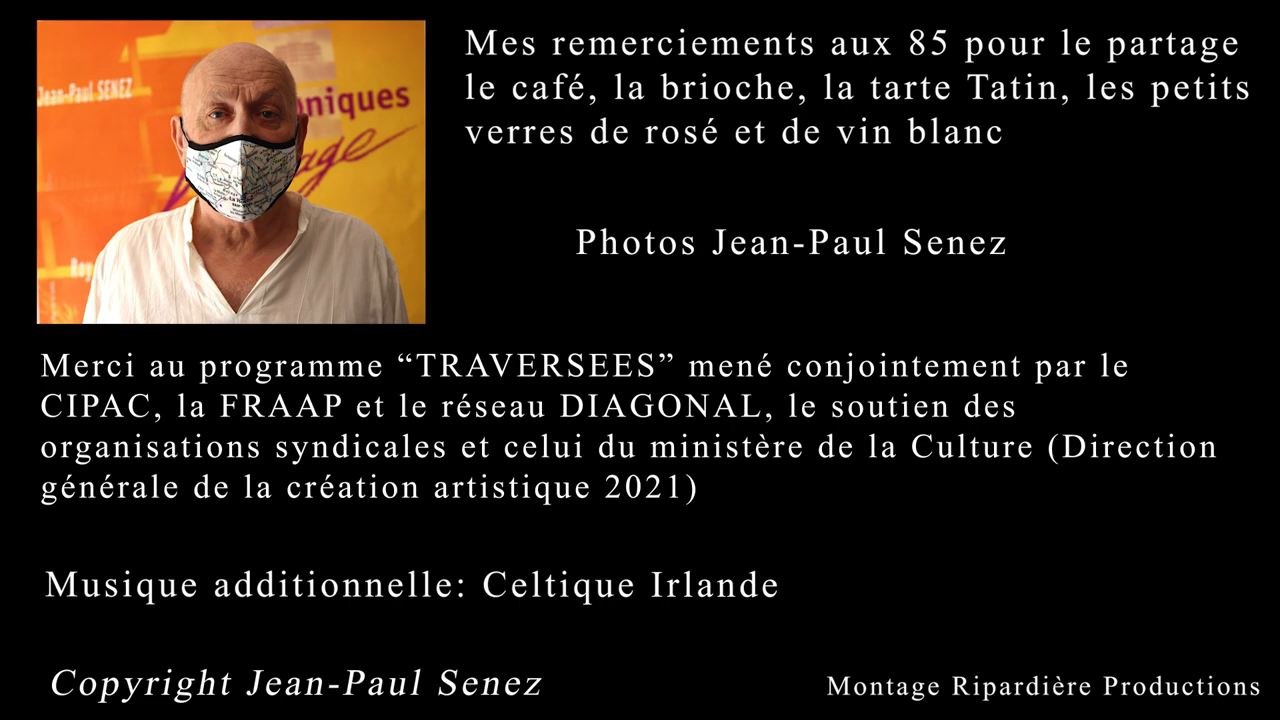 Jean-Paul SENEZ
niques
age
Roy
Mes remerciements aux 85 pour le partage
le café, la brioche, la tarte Tatin, les petits
verres de rosé et de vin blanc
Photos Jean-Paul Senez
Merci au programme “TRAVERSEES” mené conjointement par le
CIPAC, la FRAAP et le réseau DIAGONAL, le soutien des
organisations syndicales et celui du ministère de la Culture (Direction
générale de la création artistique 2021)
Musique additionnelle: Celtique Irlande
Copyright Jean-Paul Senez
Montage Ripardière Productions